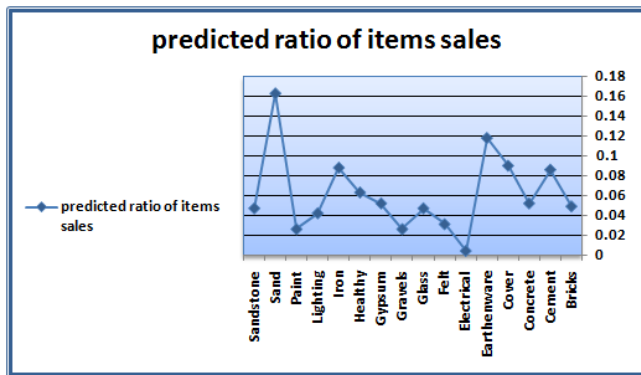 predicted ratio of items sales
0.18
0.16
0.14
0.12
0.1
0.08
0.06
0.04
0.02
0
predicted ratio of items
sales
Sandstone
Sand
Paint
Lighting
Iron
Healthy
Gypsum
Gravels
Glass
Felt
Electrical
Earthenware
Cover
Concrete
Cement
Bricks